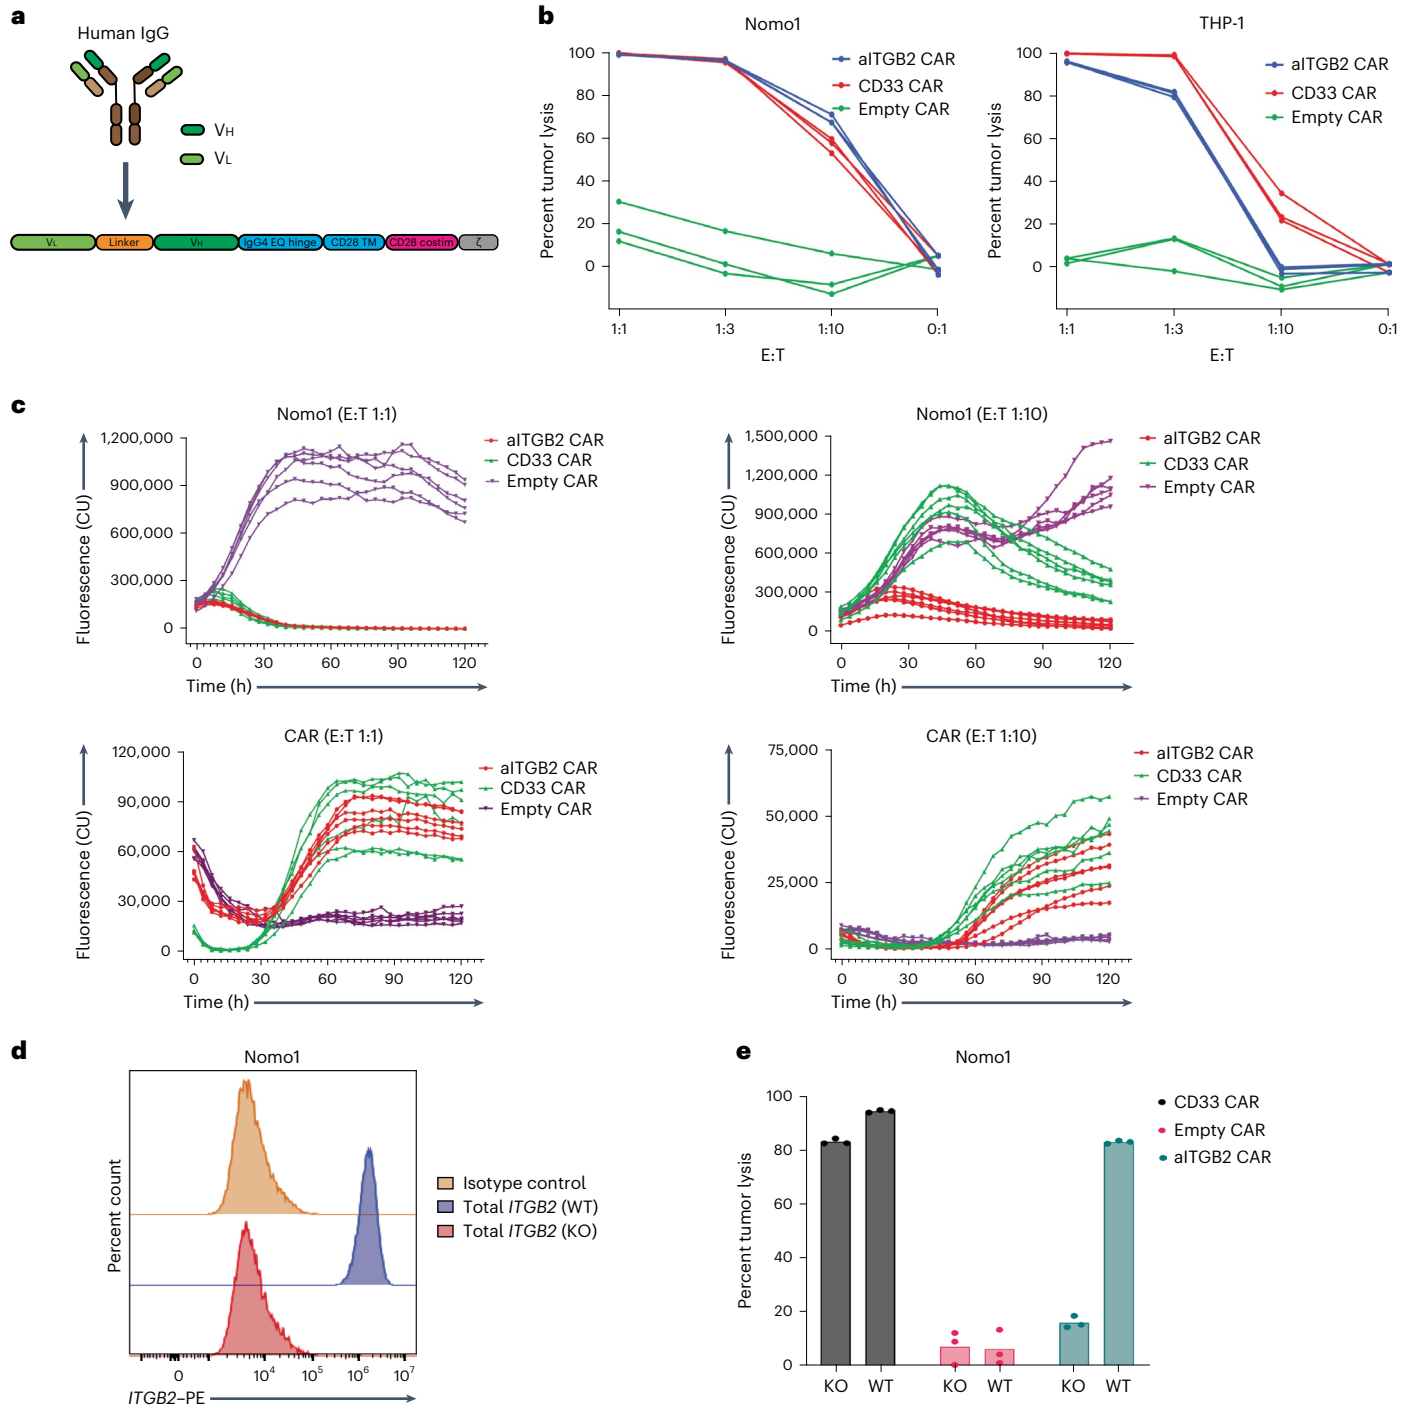 a
Human IgG
VH
VL
VL Linker VH IgG4 EQ hinge CD28 TM CD28 costim ζ
b
Nomo1
Percent tumor lysis
100
80
60
40
20
0
1:1 1:3 1:10 0:1
E:T
aITGB2 CAR
CD33 CAR
Empty CAR
THP-1
Percent tumor lysis
100
80
60
40
20
0
1:1 1:3 1:10 0:1
E:T
aITGB2 CAR
CD33 CAR
Empty CAR
c
Nomo1 (E:T 1:1)
Fluorescence (CU)
1,200,000
900,000
600,000
300,000
0
0 30 60 90 120
Time (h)
aITGB2 CAR
CD33 CAR
Empty CAR
Nomo1 (E:T 1:10)
Fluorescence (CU)
1,500,000
1,200,000
900,000
600,000
300,000
0
0 30 60 90 120
Time (h)
aITGB2 CAR
CD33 CAR
Empty CAR
CAR (E:T 1:1)
Fluorescence (CU)
120,000
90,000
60,000
30,000
0
0 30 60 90 120
Time (h)
aITGB2 CAR
CD33 CAR
Empty CAR
CAR (E:T 1:10)
Fluorescence (CU)
75,000
50,000
25,000
0
0 30 60 90 120
Time (h)
aITGB2 CAR
CD33 CAR
Empty CAR
d
Nomo1
Percent count
0 10⁴ 10⁵ 10⁶ 10⁷
ITGB2–PE
Isotype control
Total ITGB2 (WT)
Total ITGB2 (KO)
e
Nomo1
Percent tumor lysis
100
80
60
40
20
0
KO WT KO WT KO WT
CD33 CAR
Empty CAR
aITGB2 CAR